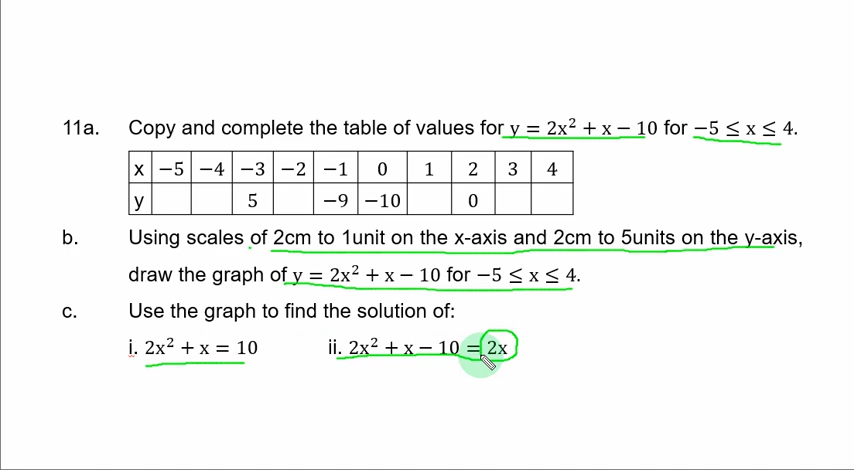 11a. Copy and complete the table of values for y = 2x² + x − 10 for −5 ≤ x ≤ 4.
x −5 −4 −3 −2 −1 0 1 2 3 4
y 5 −9 −10 0
b. Using scales of 2cm to 1unit on the x-axis and 2cm to 5units on the y-axis,
draw the graph of y = 2x² + x − 10 for −5 ≤ x ≤ 4.
c. Use the graph to find the solution of:
i. 2x² + x = 10 ii. 2x² + x − 10 = 2x